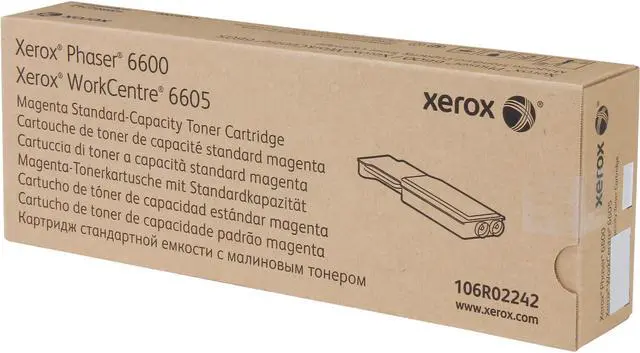 Xerox® Phaser® 6600
Xerox® WorkCentre® 6605
Magenta Standard-Capacity Toner Cartridge
Cartouche de toner de capacité standard magenta
Cartuccia di toner a capacità standard magenta
Magenta-Tonerkartusche mit Standardkapazität
Cartucho de tóner de capacidad estándar magenta
Cartucho de toner de capacidade padrão magenta
Картридж стандартной емкости с малиновым тонером
xerox
106R02242
www.xerox.com
xerox
Xerox® Phaser® 6600
Xerox® WorkCentre® 6605